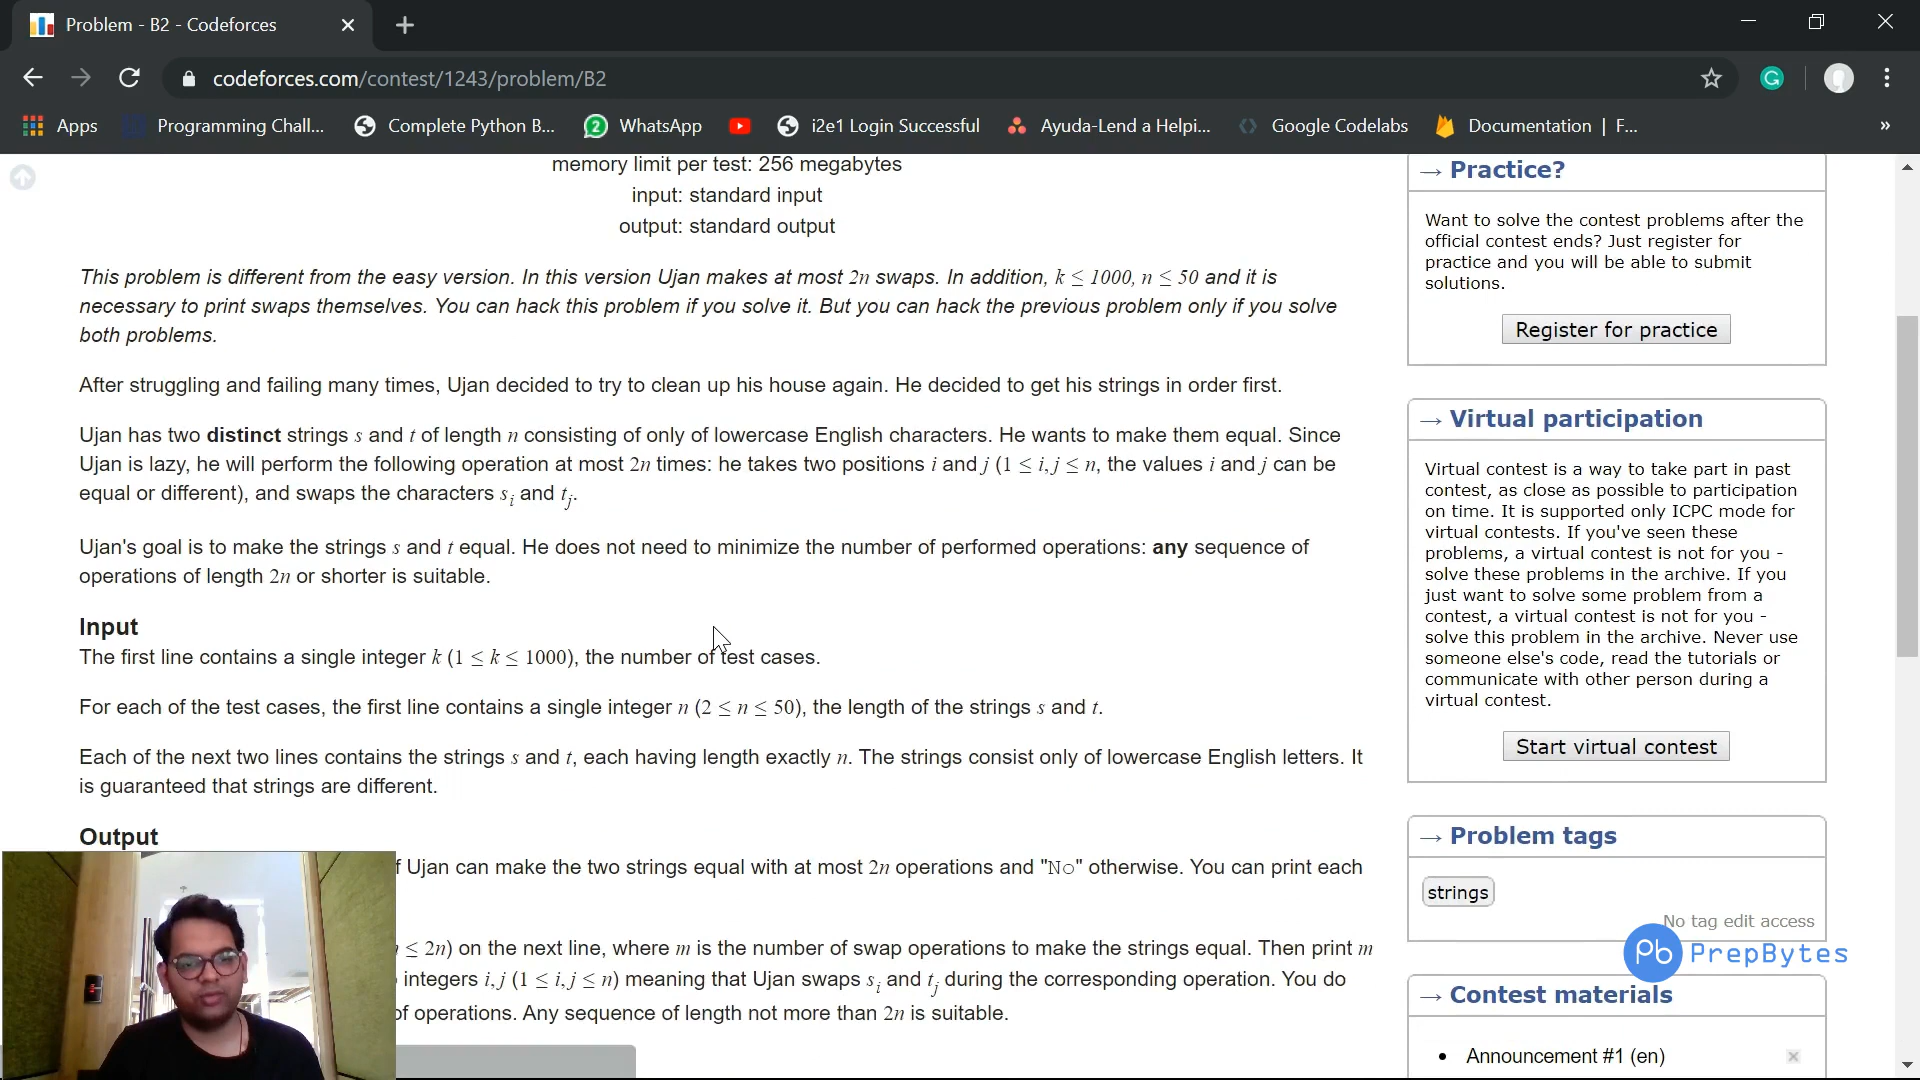 Problem - B2 - Codeforces
codeforces.com/contest/1243/problem/B2
Apps Programming Chall... Complete Python B... WhatsApp i2e1 Login Successful Ayuda-Lend a Helpi... Google Codelabs Documentation | F... »
memory limit per test: 256 megabytes
input: standard input
output: standard output
This problem is different from the easy version. In this version Ujan makes at most 2n swaps. In addition, k ≤ 1000, n ≤ 50 and it is
necessary to print swaps themselves. You can hack this problem if you solve it. But you can hack the previous problem only if you solve
both problems.
After struggling and failing many times, Ujan decided to try to clean up his house again. He decided to get his strings in order first.
Ujan has two distinct strings s and t of length n consisting of only of lowercase English characters. He wants to make them equal. Since
Ujan is lazy, he will perform the following operation at most 2n times: he takes two positions i and j (1 ≤ i, j ≤ n, the values i and j can be
equal or different), and swaps the characters s_i and t_j.
Ujan's goal is to make the strings s and t equal. He does not need to minimize the number of performed operations: any sequence of
operations of length 2n or shorter is suitable.
Input
The first line contains a single integer k (1 ≤ k ≤ 1000), the number of test cases.
For each of the test cases, the first line contains a single integer n (2 ≤ n ≤ 50), the length of the strings s and t.
Each of the next two lines contains the strings s and t, each having length exactly n. The strings consist only of lowercase English letters. It
is guaranteed that strings are different.
Output
Ujan can make the two strings equal with at most 2n operations and "No" otherwise. You can print each
≤ 2n) on the next line, where m is the number of swap operations to make the strings equal. Then print m
integers i, j (1 ≤ i, j ≤ n) meaning that Ujan swaps s_i and t_j during the corresponding operation. You do
of operations. Any sequence of length not more than 2n is suitable.
→ Practice?
Want to solve the contest problems after the
official contest ends? Just register for
practice and you will be able to submit
solutions.
Register for practice
→ Virtual participation
Virtual contest is a way to take part in past
contest, as close as possible to participation
on time. It is supported only ICPC mode for
virtual contests. If you've seen these
problems, a virtual contest is not for you -
solve these problems in the archive. If you
just want to solve some problem from a
contest, a virtual contest is not for you -
solve this problem in the archive. Never use
someone else's code, read the tutorials or
communicate with other person during a
virtual contest.
Start virtual contest
→ Problem tags
strings
No tag edit access
Pb PrepBytes
→ Contest materials
• Announcement #1 (en)